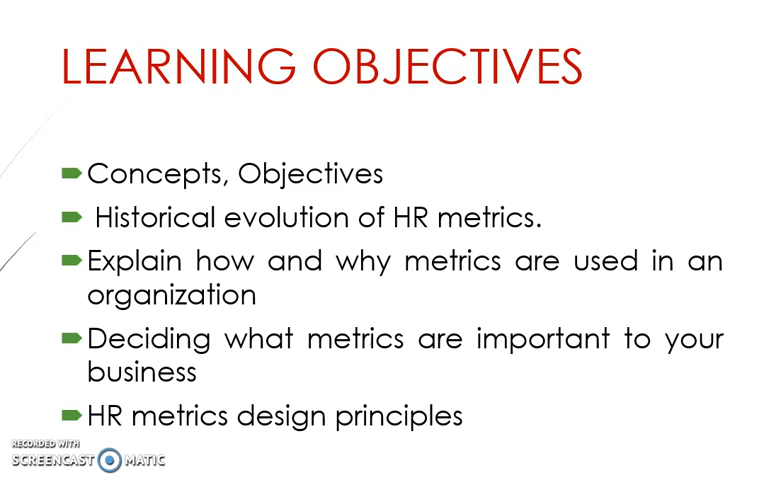 LEARNING OBJECTIVES
Concepts, Objectives
Historical evolution of HR metrics.
Explain how and why metrics are used in an
organization
Deciding what metrics are important to your
business
HR metrics design principles
RECORDED WITH
SCREENCAST MATIC